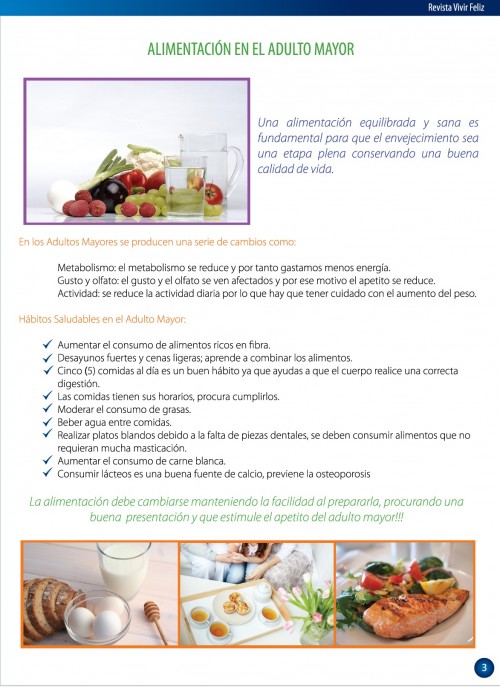 Revista Vivir Feliz
ALIMENTACIÓN EN EL ADULTO MAYOR
Una alimentación equilibrada y sana es
fundamental para que el envejecimiento sea
una etapa plena conservando una buena
calidad de vida.
En los Adultos Mayores se producen una serie de cambios como:
Metabolismo: el metabolismo se reduce y por tanto gastamos menos energía.
Gusto y olfato: el gusto y el olfato se ven afectados y por ese motivo el apetito se reduce.
Actividad: se reduce la actividad diaria por lo que hay que tener cuidado con el aumento del peso.
Hábitos Saludables en el Adulto Mayor:
Aumentar el consumo de alimentos ricos en fibra.
Desayunos fuertes y cenas ligeras; aprende a combinar los alimentos.
Cinco (5) comidas al día es un buen hábito ya que ayudas a que el cuerpo realice una correcta
digestión.
Las comidas tienen sus horarios, procura cumplirlos.
Moderar el consumo de grasas.
Beber agua entre comidas.
Realizar platos blandos debido a la falta de piezas dentales, se deben consumir alimentos que no
requieran mucha masticación.
Aumentar el consumo de carne blanca.
Consumir lácteos es una buena fuente de calcio, previene la osteoporosis
La alimentación debe cambiarse manteniendo la facilidad al prepararla, procurando una
buena presentación y que estimule el apetito del adulto mayor!!!
3